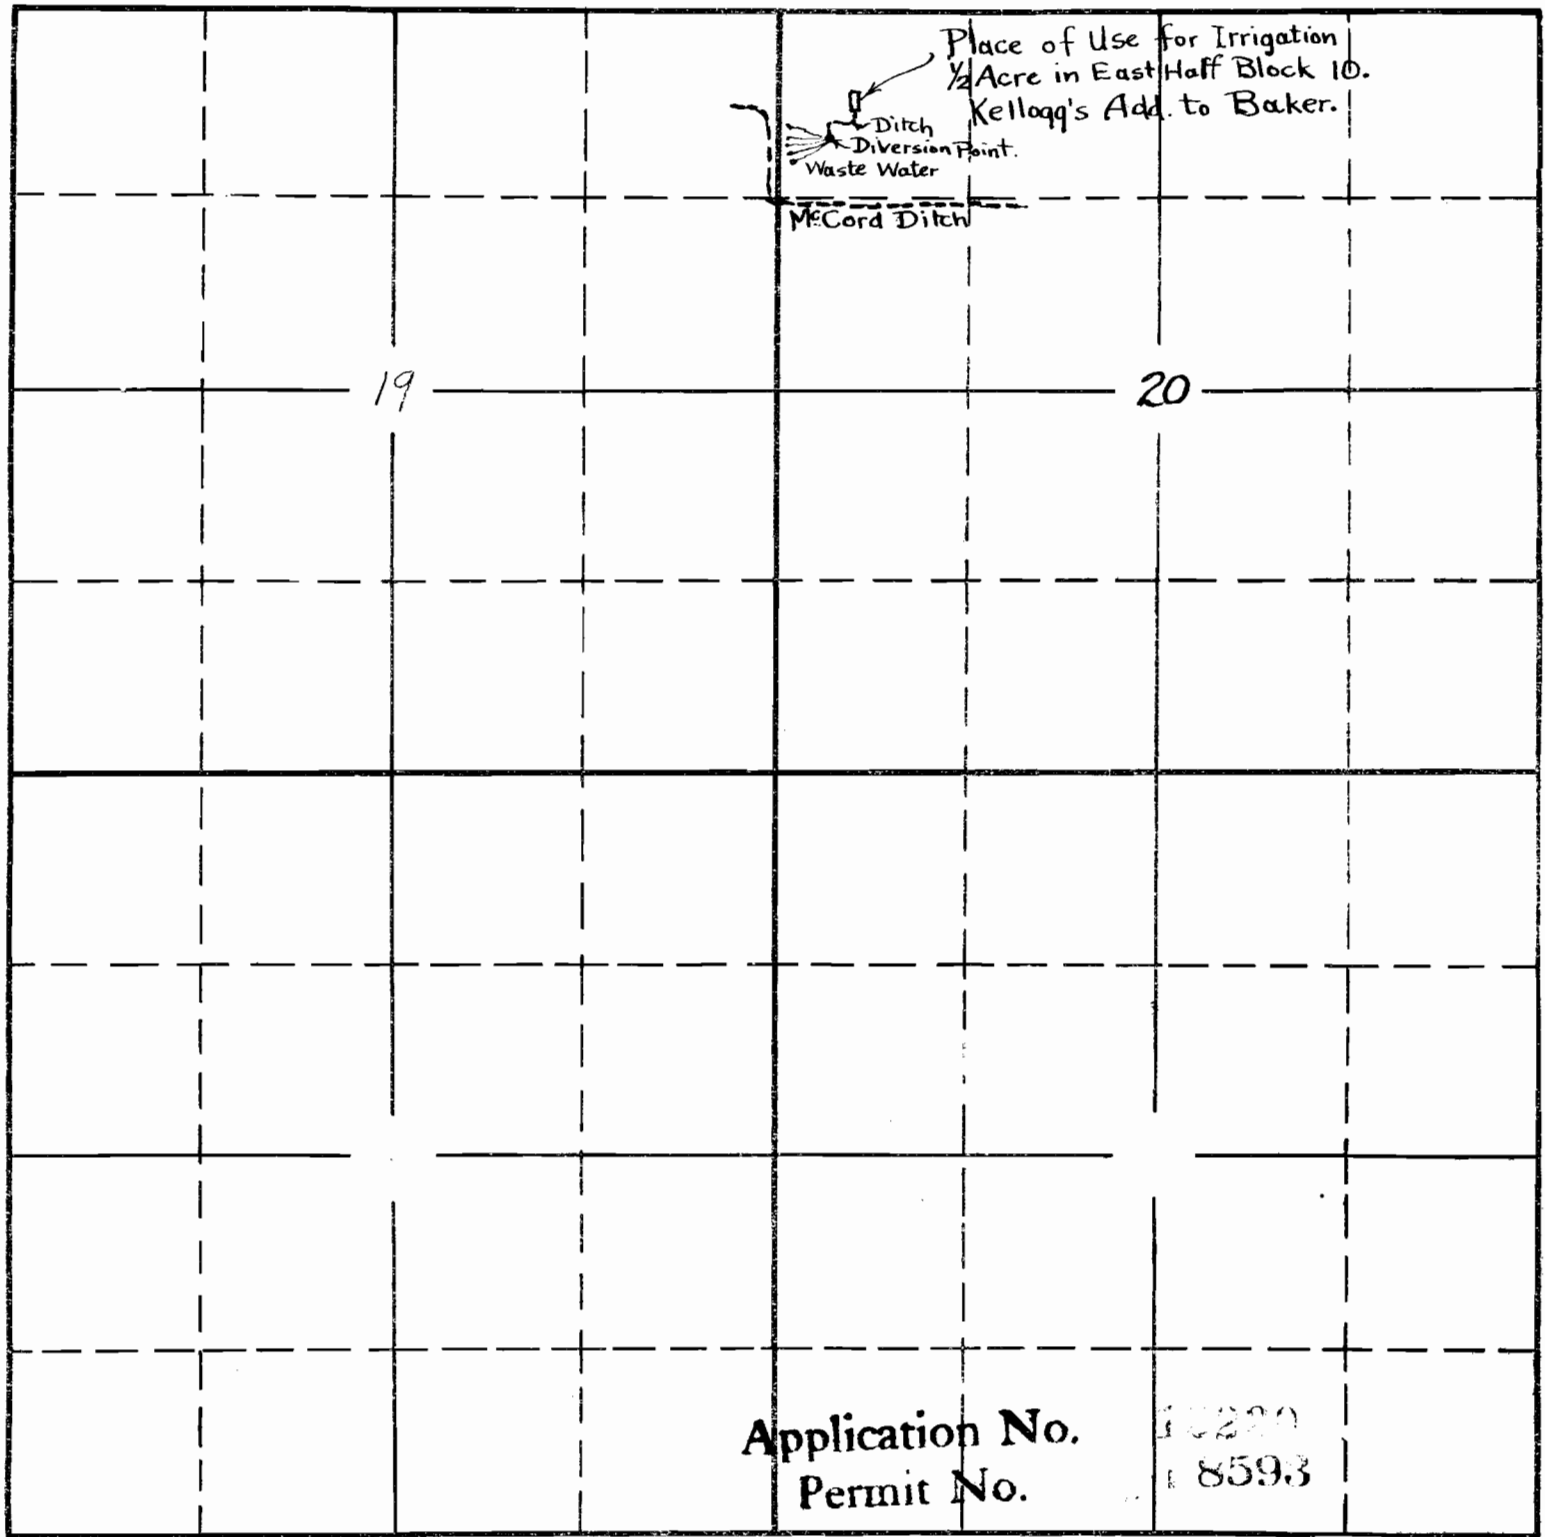 Place of Use for Irrigation
½ Acre in East Half Block 10.
Kellogg's Add. to Baker.
Ditch
Diversion Point.
Waste Water
McCord Ditch
19
20
Application No.
Permit No. 8593